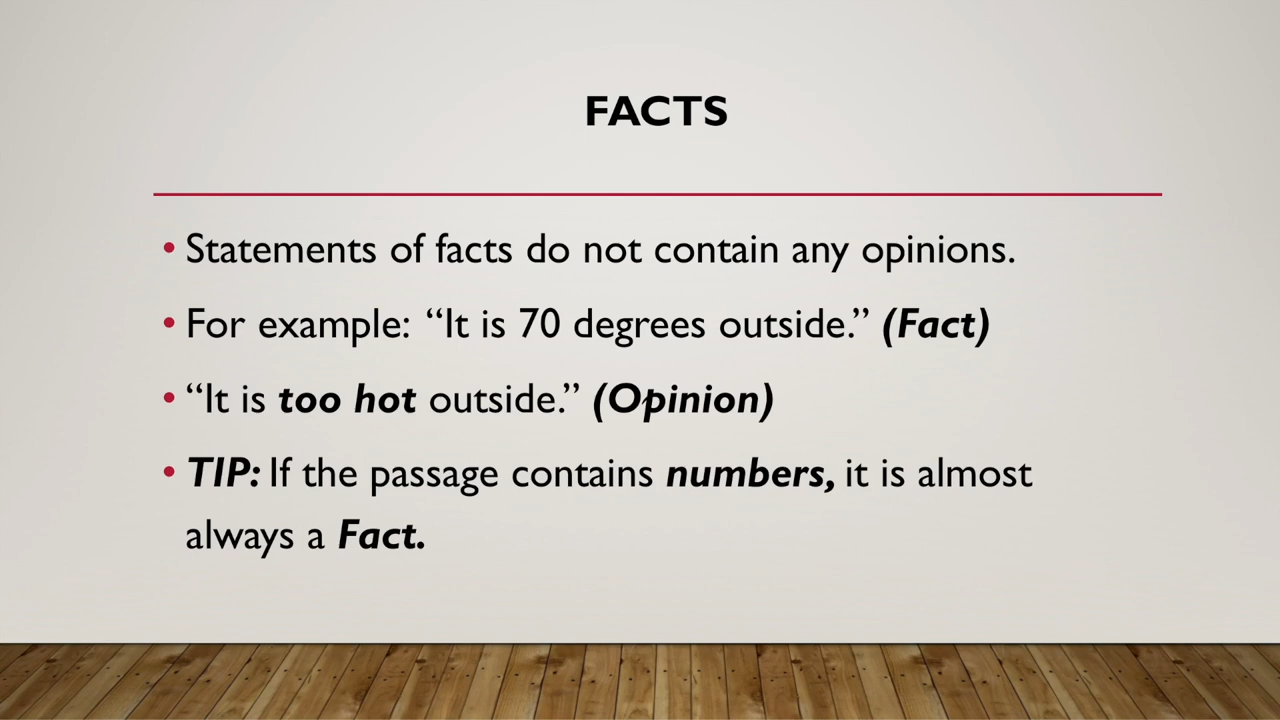 FACTS
• Statements of facts do not contain any opinions.
• For example: “It is 70 degrees outside.” (Fact)
• “It is too hot outside.” (Opinion)
• TIP: If the passage contains numbers, it is almost
always a Fact.